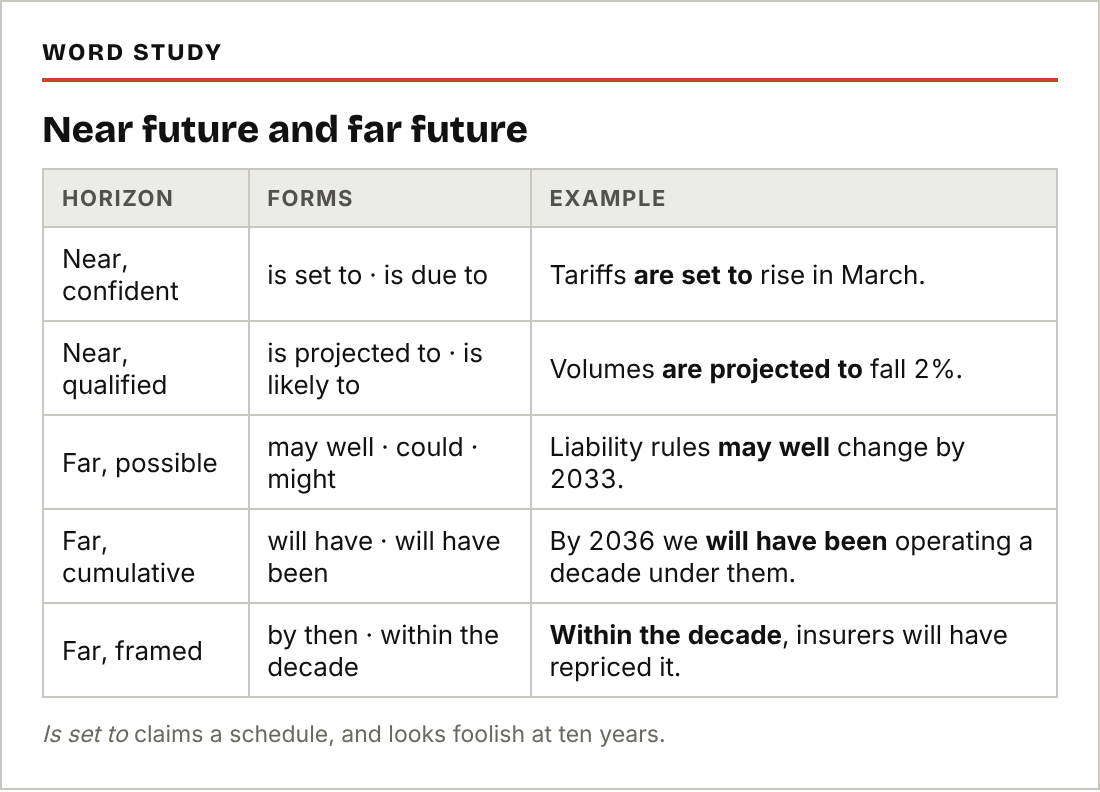 WORD STUDY
Near future and far future
HORIZON FORMS EXAMPLE
Near,
confident
is set to · is due to
Tariffs are set to rise in March.
Near,
qualified
is projected to · is
likely to
Volumes are projected to fall 2%.
Far, possible
may well · could ·
might
Liability rules may well change by
2033.
Far,
cumulative
will have · will have
been
By 2036 we will have been operating a
decade under them.
Far, framed
by then · within the
decade
Within the decade, insurers will have
repriced it.
Is set to claims a schedule, and looks foolish at ten years.